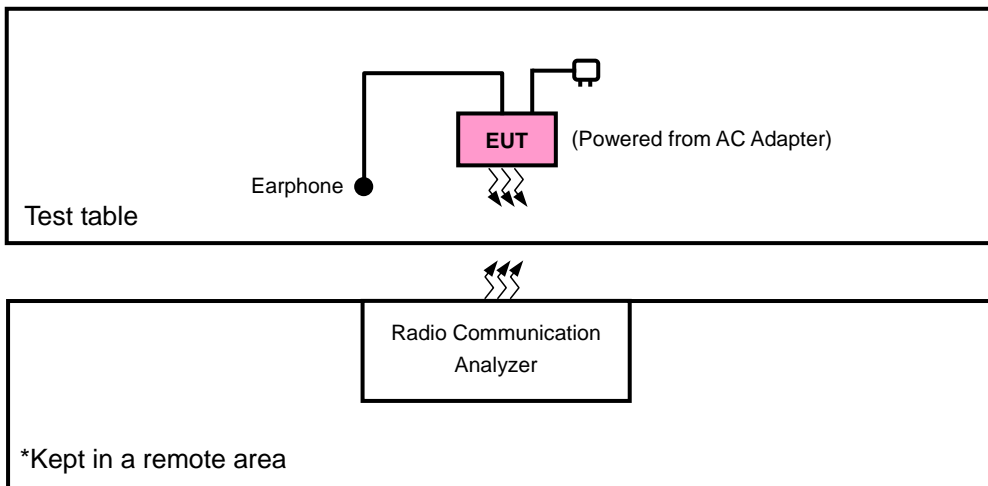 EUT
(Powered from AC Adapter)
Earphone
Test table
Radio Communication
Analyzer
*Kept in a remote area